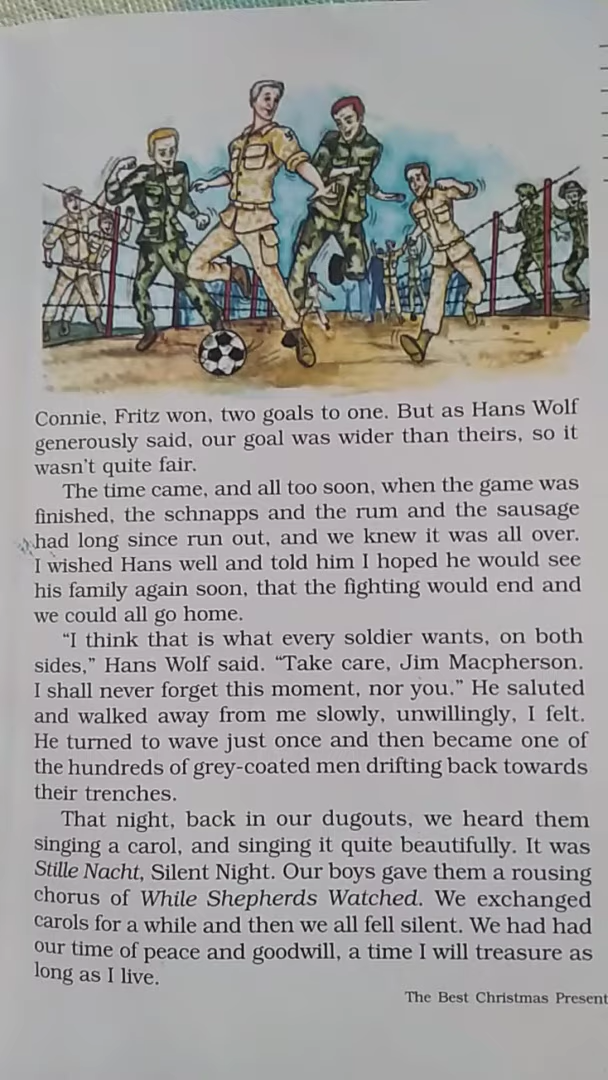 Connie, Fritz won, two goals to one. But as Hans Wolf
generously said, our goal was wider than theirs, so it
wasn't quite fair.
The time came, and all too soon, when the game was
finished, the schnapps and the rum and the sausage
had long since run out, and we knew it was all over.
I wished Hans well and told him I hoped he would see
his family again soon, that the fighting would end and
we could all go home.
“I think that is what every soldier wants, on both
sides,” Hans Wolf said. “Take care, Jim Macpherson.
I shall never forget this moment, nor you.” He saluted
and walked away from me slowly, unwillingly, I felt.
He turned to wave just once and then became one of
the hundreds of grey-coated men drifting back towards
their trenches.
That night, back in our dugouts, we heard them
singing a carol, and singing it quite beautifully. It was
Stille Nacht, Silent Night. Our boys gave them a rousing
chorus of While Shepherds Watched. We exchanged
carols for a while and then we all fell silent. We had had
our time of peace and goodwill, a time I will treasure as
long as I live.
The Best Christmas Present